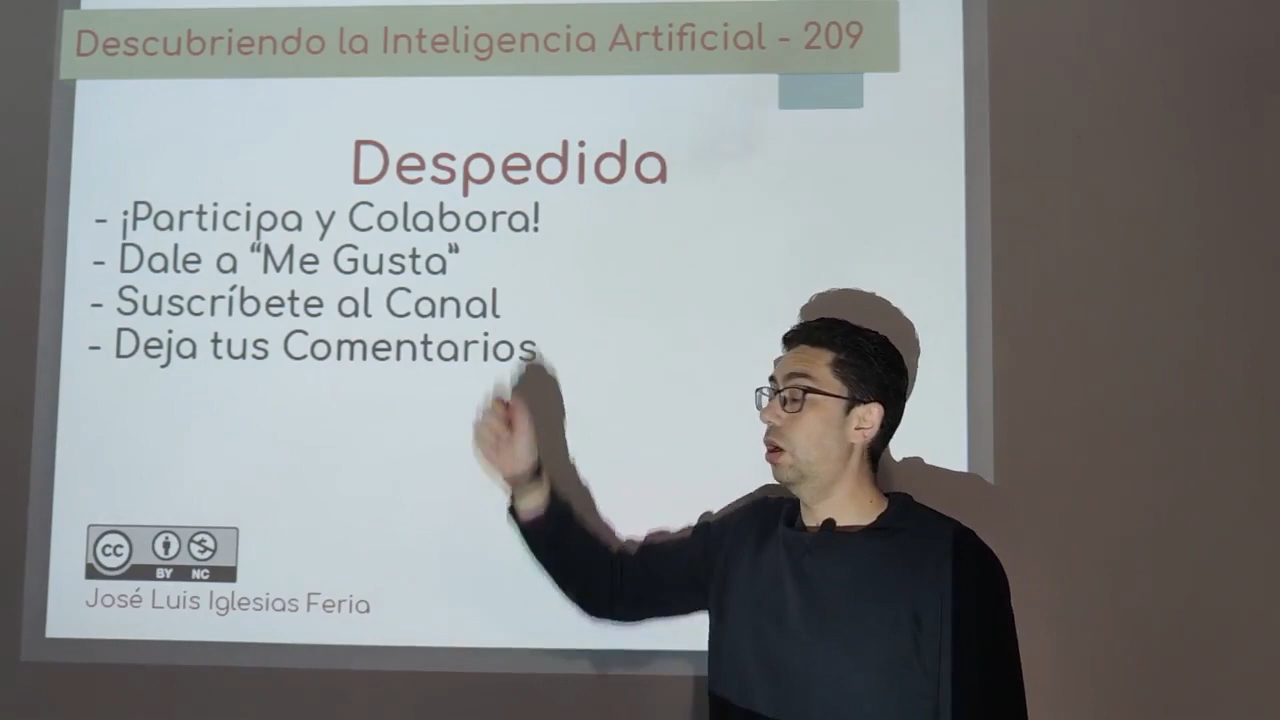 Descubriendo la Inteligencia Artificial - 209
Despedida
- ¡Participa y Colabora!
- Dale a “Me Gusta”
- Suscríbete al Canal
- Deja tus Comentarios
CC BY NC
José Luis Iglesias Feria